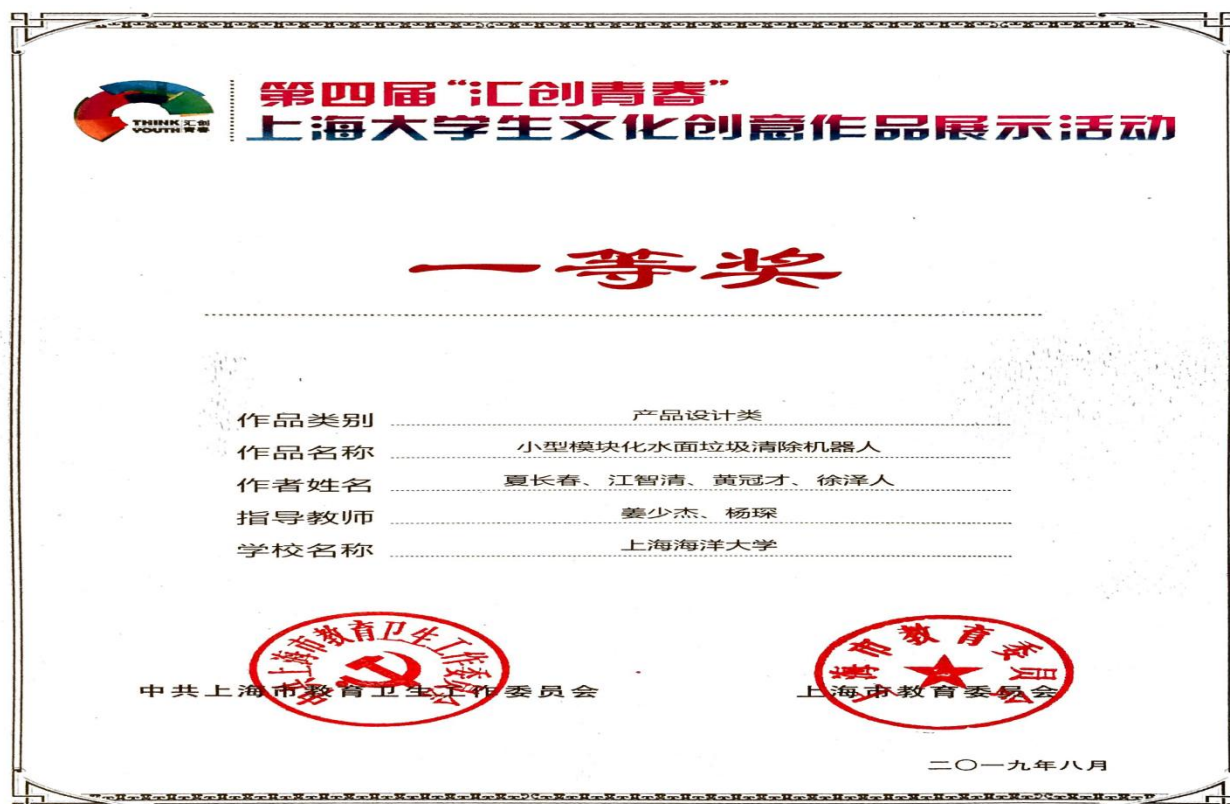 THINK 汇创
YOUTH 青春
第四届“汇创青春”
上海大学生文化创意作品展示活动
一等奖
作品类别 产品设计类
作品名称 小型模块化水面垃圾清除机器人
作者姓名 夏长春、江智清、黄冠才、徐泽人
指导教师 姜少杰、杨琛
学校名称 上海海洋大学
中共上海市教育卫生工作委员会
中共上海市教育卫生工作委员会
上海市教育委员会
上海市教育委员会
二〇一九年八月